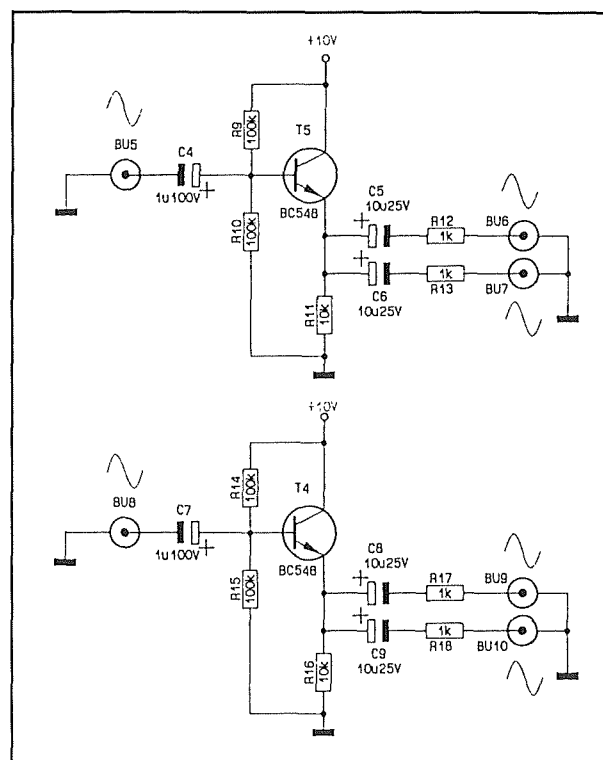 +10V
R9
100k
T5
BU5
C4
1u100V
+
R10
100k
BC548
C5
10u25V
+
R12
1k
BU6
+
C6
10u25V
1k
R13
BU7
R11
10k
+10V
R14
100k
T4
BU8
C7
1u100V
+
R15
100k
BC548
C8
10u25V
+
R17
1k
BU9
+
C9
10u25V
1k
R18
BU10
R16
10k